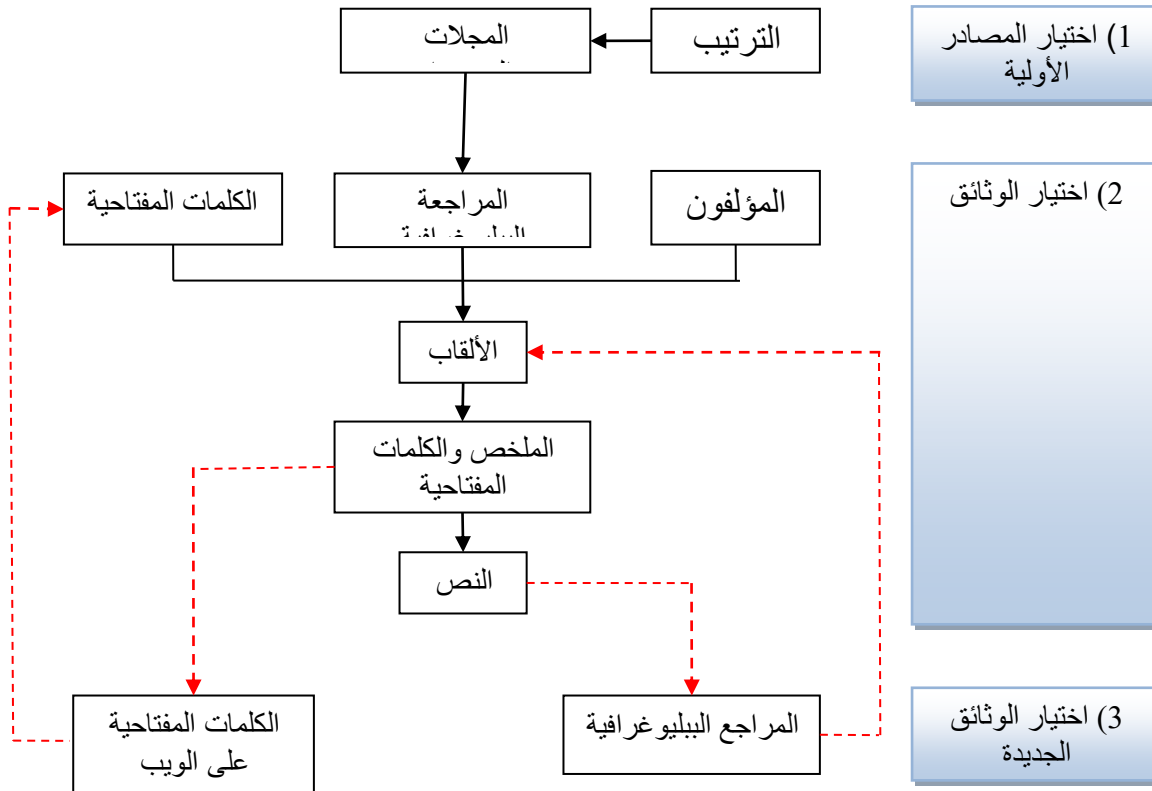 1) اختيار المصادر
الأولية
الترتيب
المجلات
2) اختيار الوثائق
المؤلفون
المراجعة
الببليوغرافية
الكلمات المفتاحية
الألقاب
الملخص والكلمات
المفتاحية
النص
3) اختيار الوثائق
الجديدة
المراجع الببليوغرافية
الكلمات المفتاحية
على الويب